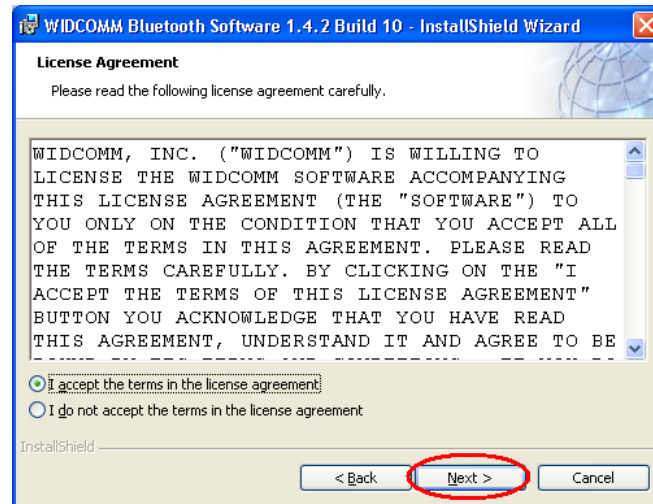 WIDCOMM Bluetooth Software 1.4.2 Build 10 - InstallShield Wizard
License Agreement
Please read the following license agreement carefully.
WIDCOMM, INC. ("WIDCOMM") IS WILLING TO
LICENSE THE WIDCOMM SOFTWARE ACCOMPANYING
THIS LICENSE AGREEMENT (THE "SOFTWARE") TO
YOU ONLY ON THE CONDITION THAT YOU ACCEPT ALL
OF THE TERMS IN THIS AGREEMENT. PLEASE READ
THE TERMS CAREFULLY. BY CLICKING ON THE "I
ACCEPT THE TERMS OF THIS LICENSE AGREEMENT"
BUTTON YOU ACKNOWLEDGE THAT YOU HAVE READ
THIS AGREEMENT, UNDERSTAND IT AND AGREE TO BE
I accept the terms in the license agreement
I do not accept the terms in the license agreement
InstallShield
< Back Next > Cancel